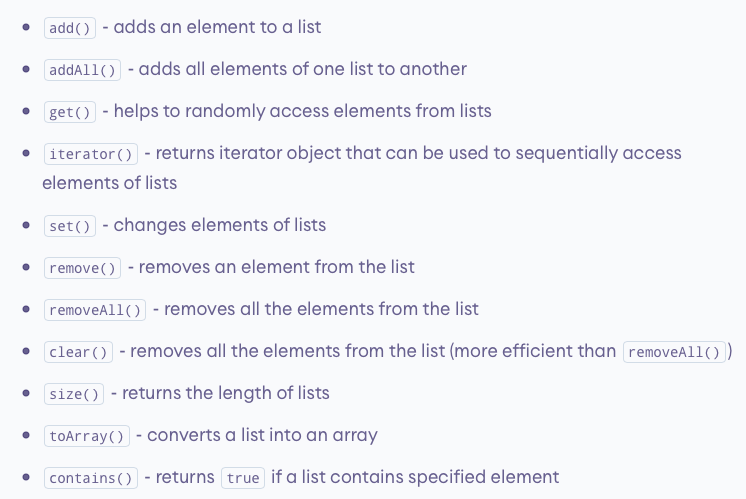 • add() - adds an element to a list
• addAll() - adds all elements of one list to another
• get() - helps to randomly access elements from lists
• iterator() - returns iterator object that can be used to sequentially access
elements of lists
• set() - changes elements of lists
• remove() - removes an element from the list
• removeAll() - removes all the elements from the list
• clear() - removes all the elements from the list (more efficient than removeAll())
• size() - returns the length of lists
• toArray() - converts a list into an array
• contains() - returns true if a list contains specified element